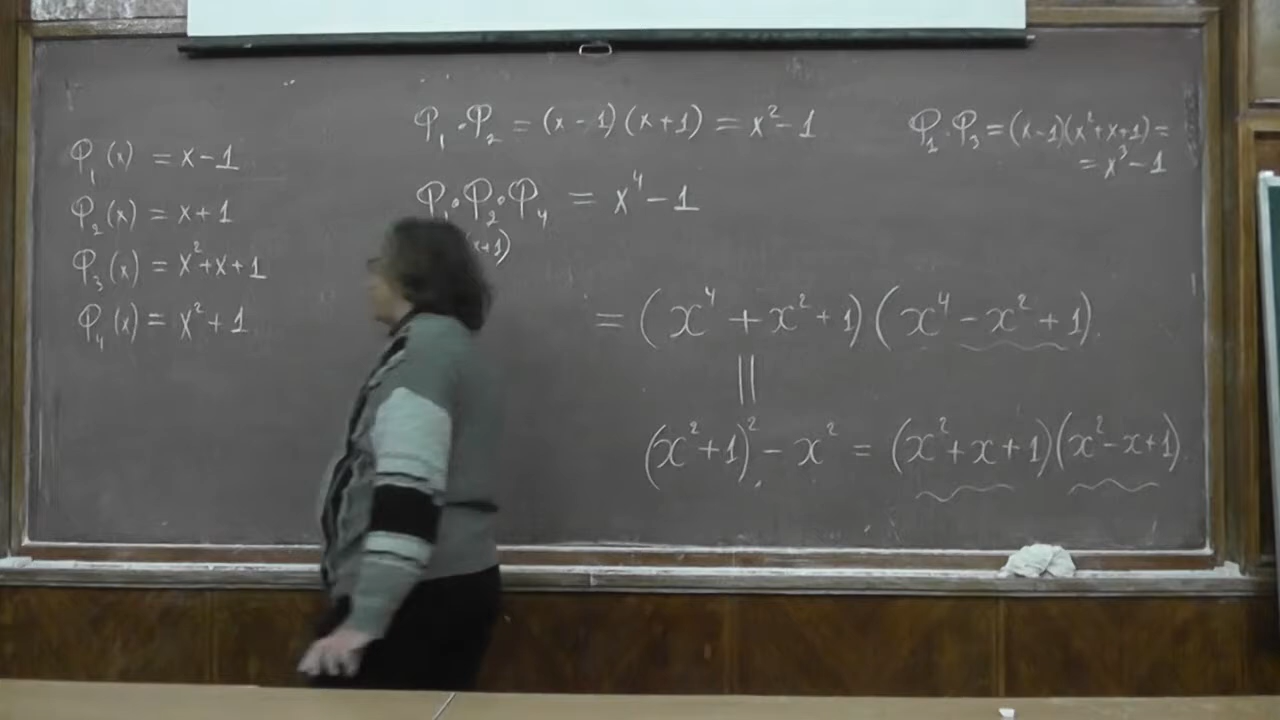 Φ₁(x) = x − 1
Φ₂(x) = x + 1
Φ₃(x) = x² + x + 1
Φ₄(x) = x² + 1
Φ₁ · Φ₂ = (x − 1)(x + 1) = x² − 1
Φ₁ · Φ₂ · Φ₄ = x⁴ − 1
x+1)
Φ₁ · Φ₃ = (x−1)(x²+x+1) =
= x³ − 1
= (x⁴ + x² + 1)(x⁴ − x² + 1)
||
(x² + 1)² − x² = (x² + x + 1)(x² − x + 1)